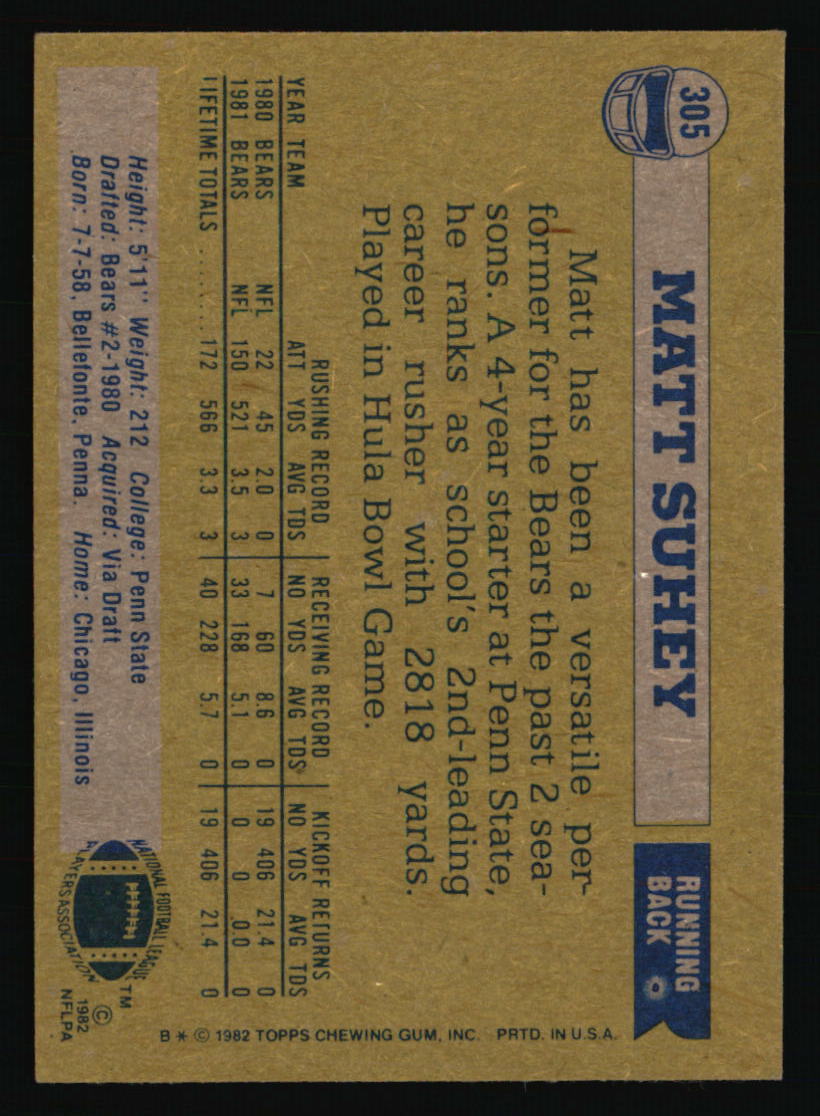 305
MATT SUHEY
RUNNING
BACK
Matt has been a versatile per-
former for the Bears the past 2 sea-
sons. A 4-year starter at Penn State,
he ranks as school's 2nd-leading
career rusher with 2818 yards.
Played in Hula Bowl Game.
RUSHING RECORD RECEIVING RECORD KICKOFF RETURNS
YEAR TEAM ATT YDS AVG TDS NO YDS AVG TDS NO YDS AVG TDS
1980 BEARS NFL 22 45 2.0 0 7 60 8.6 0 19 406 21.4 0
1981 BEARS NFL 150 521 3.5 3 33 168 5.1 0 0 0 0.0 0
LIFETIME TOTALS ........ 172 566 3.3 3 40 228 5.7 0 19 406 21.4 0
Height: 5'11" Weight: 212 College: Penn State
Drafted: Bears #2-1980 Acquired: Via Draft
Born: 7-7-58, Bellefonte, Penna. Home: Chicago, Illinois
NATIONAL FOOTBALL LEAGUE
PLAYERS ASSOCIATION
TM
©
1982
NFLPA
B * © 1982 TOPPS CHEWING GUM, INC. PRTD. IN U.S.A.